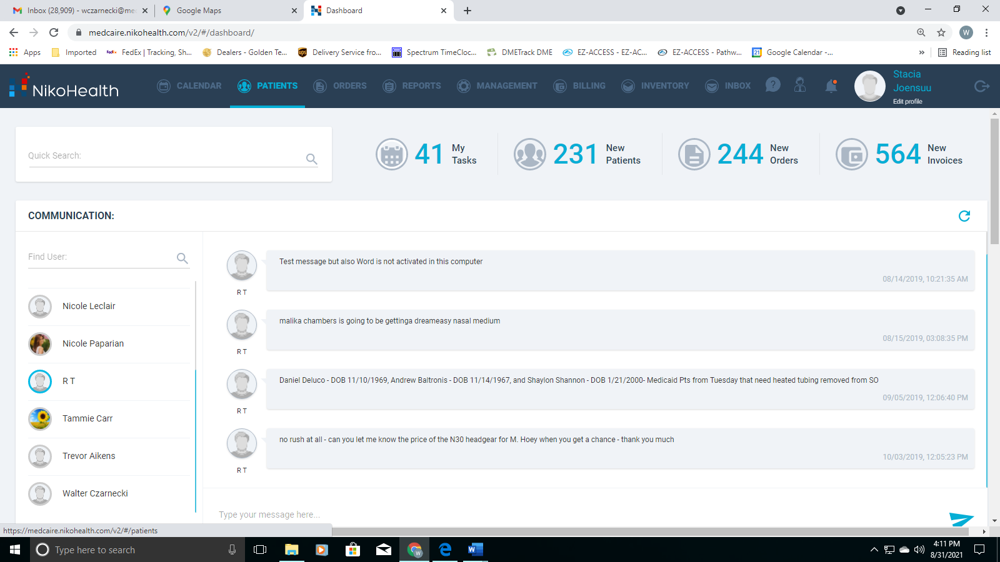 Inbox (28,909) - wczarnecki@me
Google Maps
Dashboard
medcaire.nikohealth.com/v2/#/dashboard/
W
Apps
Imported
FedEx | Tracking, Sh...
Dealers - Golden Te...
Delivery Service fro...
Spectrum TimeCloc...
DMETrack DME
EZ-ACCESS - EZ-AC...
EZ-ACCESS - Pathw...
Google Calendar -...
»
Reading list
NikoHealth
CALENDAR
PATIENTS
ORDERS
REPORTS
MANAGEMENT
BILLING
INVENTORY
INBOX
Stacia
Joensuu
Edit profile
Quick Search:
41 My
Tasks
231 New
Patients
244 New
Orders
564 New
Invoices
COMMUNICATION:
Find User:
Nicole Leclair
Nicole Paparian
R T
Tammie Carr
Trevor Aikens
Walter Czarnecki
Test message but also Word is not activated in this computer
08/14/2019, 10:21:35 AM
R T
malika chambers is going to be gettinga dreameasy nasal medium
08/15/2019, 03:08:35 PM
R T
Daniel Deluco - DOB 11/10/1969, Andrew Baltronis - DOB 11/14/1967, and Shaylon Shannon - DOB 1/21/2000- Medicaid Pts from Tuesday that need heated tubing removed from SO
09/05/2019, 12:06:40 PM
R T
no rush at all - can you let me know the price of the N30 headgear for M. Hoey when you get a chance - thank you much
10/03/2019, 12:05:23 PM
R T
Type your message here...
https://medcaire.nikohealth.com/v2/#/patients
Type here to search
4:11 PM
8/31/2021